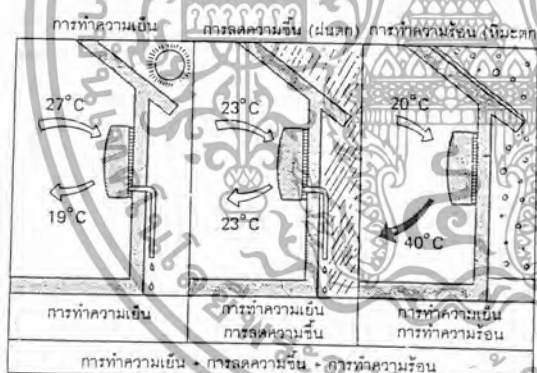 การทำความเย็น การลดความชื้น (ฝนตก) การทำความร้อน (หิมะตก
27°C 23°C 20°C
19°C 23°C 40°C
การทำความเย็น การทำความเย็น การทำความเย็น
การลดความชื้น การทำความร้อน
การทำความเย็น + การลดความชื้น + การทำความร้อน